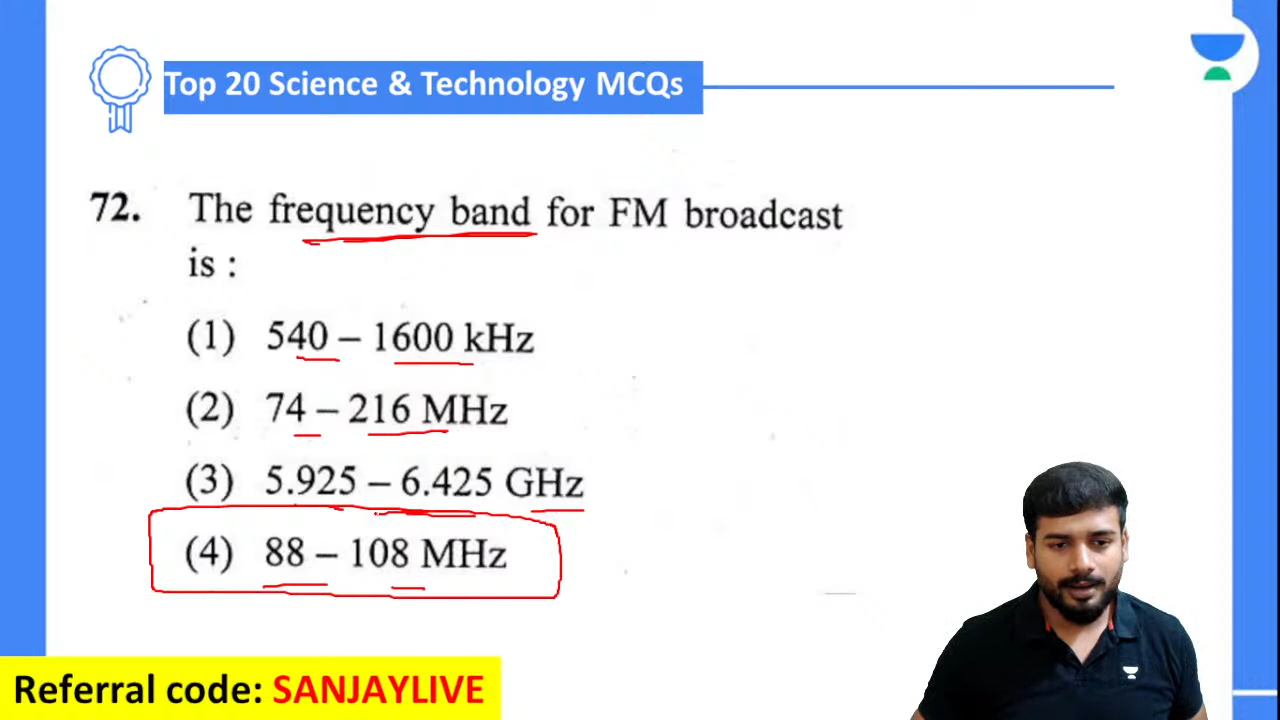 Top 20 Science & Technology MCQs
72. The frequency band for FM broadcast
is :
(1) 540 – 1600 kHz
(2) 74 – 216 MHz
(3) 5.925 – 6.425 GHz
(4) 88 – 108 MHz
Referral code: SANJAYLIVE